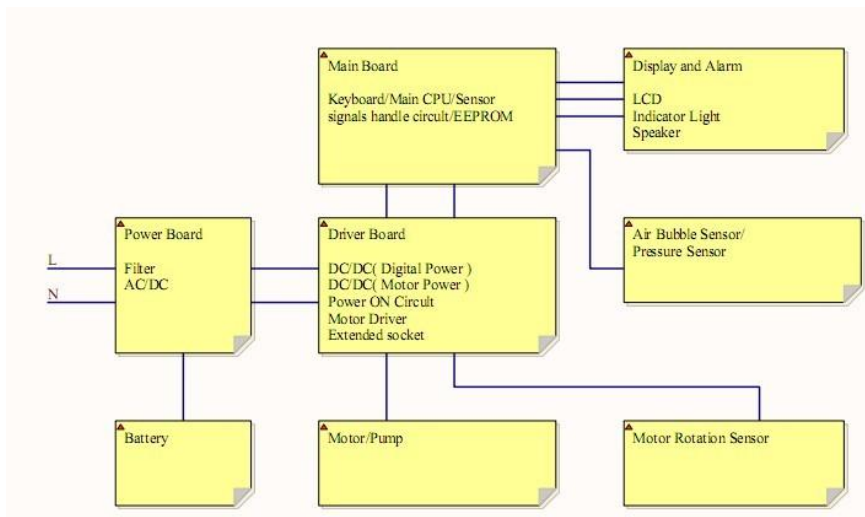 Main Board
Keyboard/Main CPU/Sensor
signals handle circuit/EEPROM
Display and Alarm
LCD
Indicator Light
Speaker
L
N
Power Board
Filter
AC/DC
Driver Board
DC/DC( Digital Power )
DC/DC( Motor Power )
Power ON Circuit
Motor Driver
Extended socket
Air Bubble Sensor/
Pressure Sensor
Battery
Motor/Pump
Motor Rotation Sensor